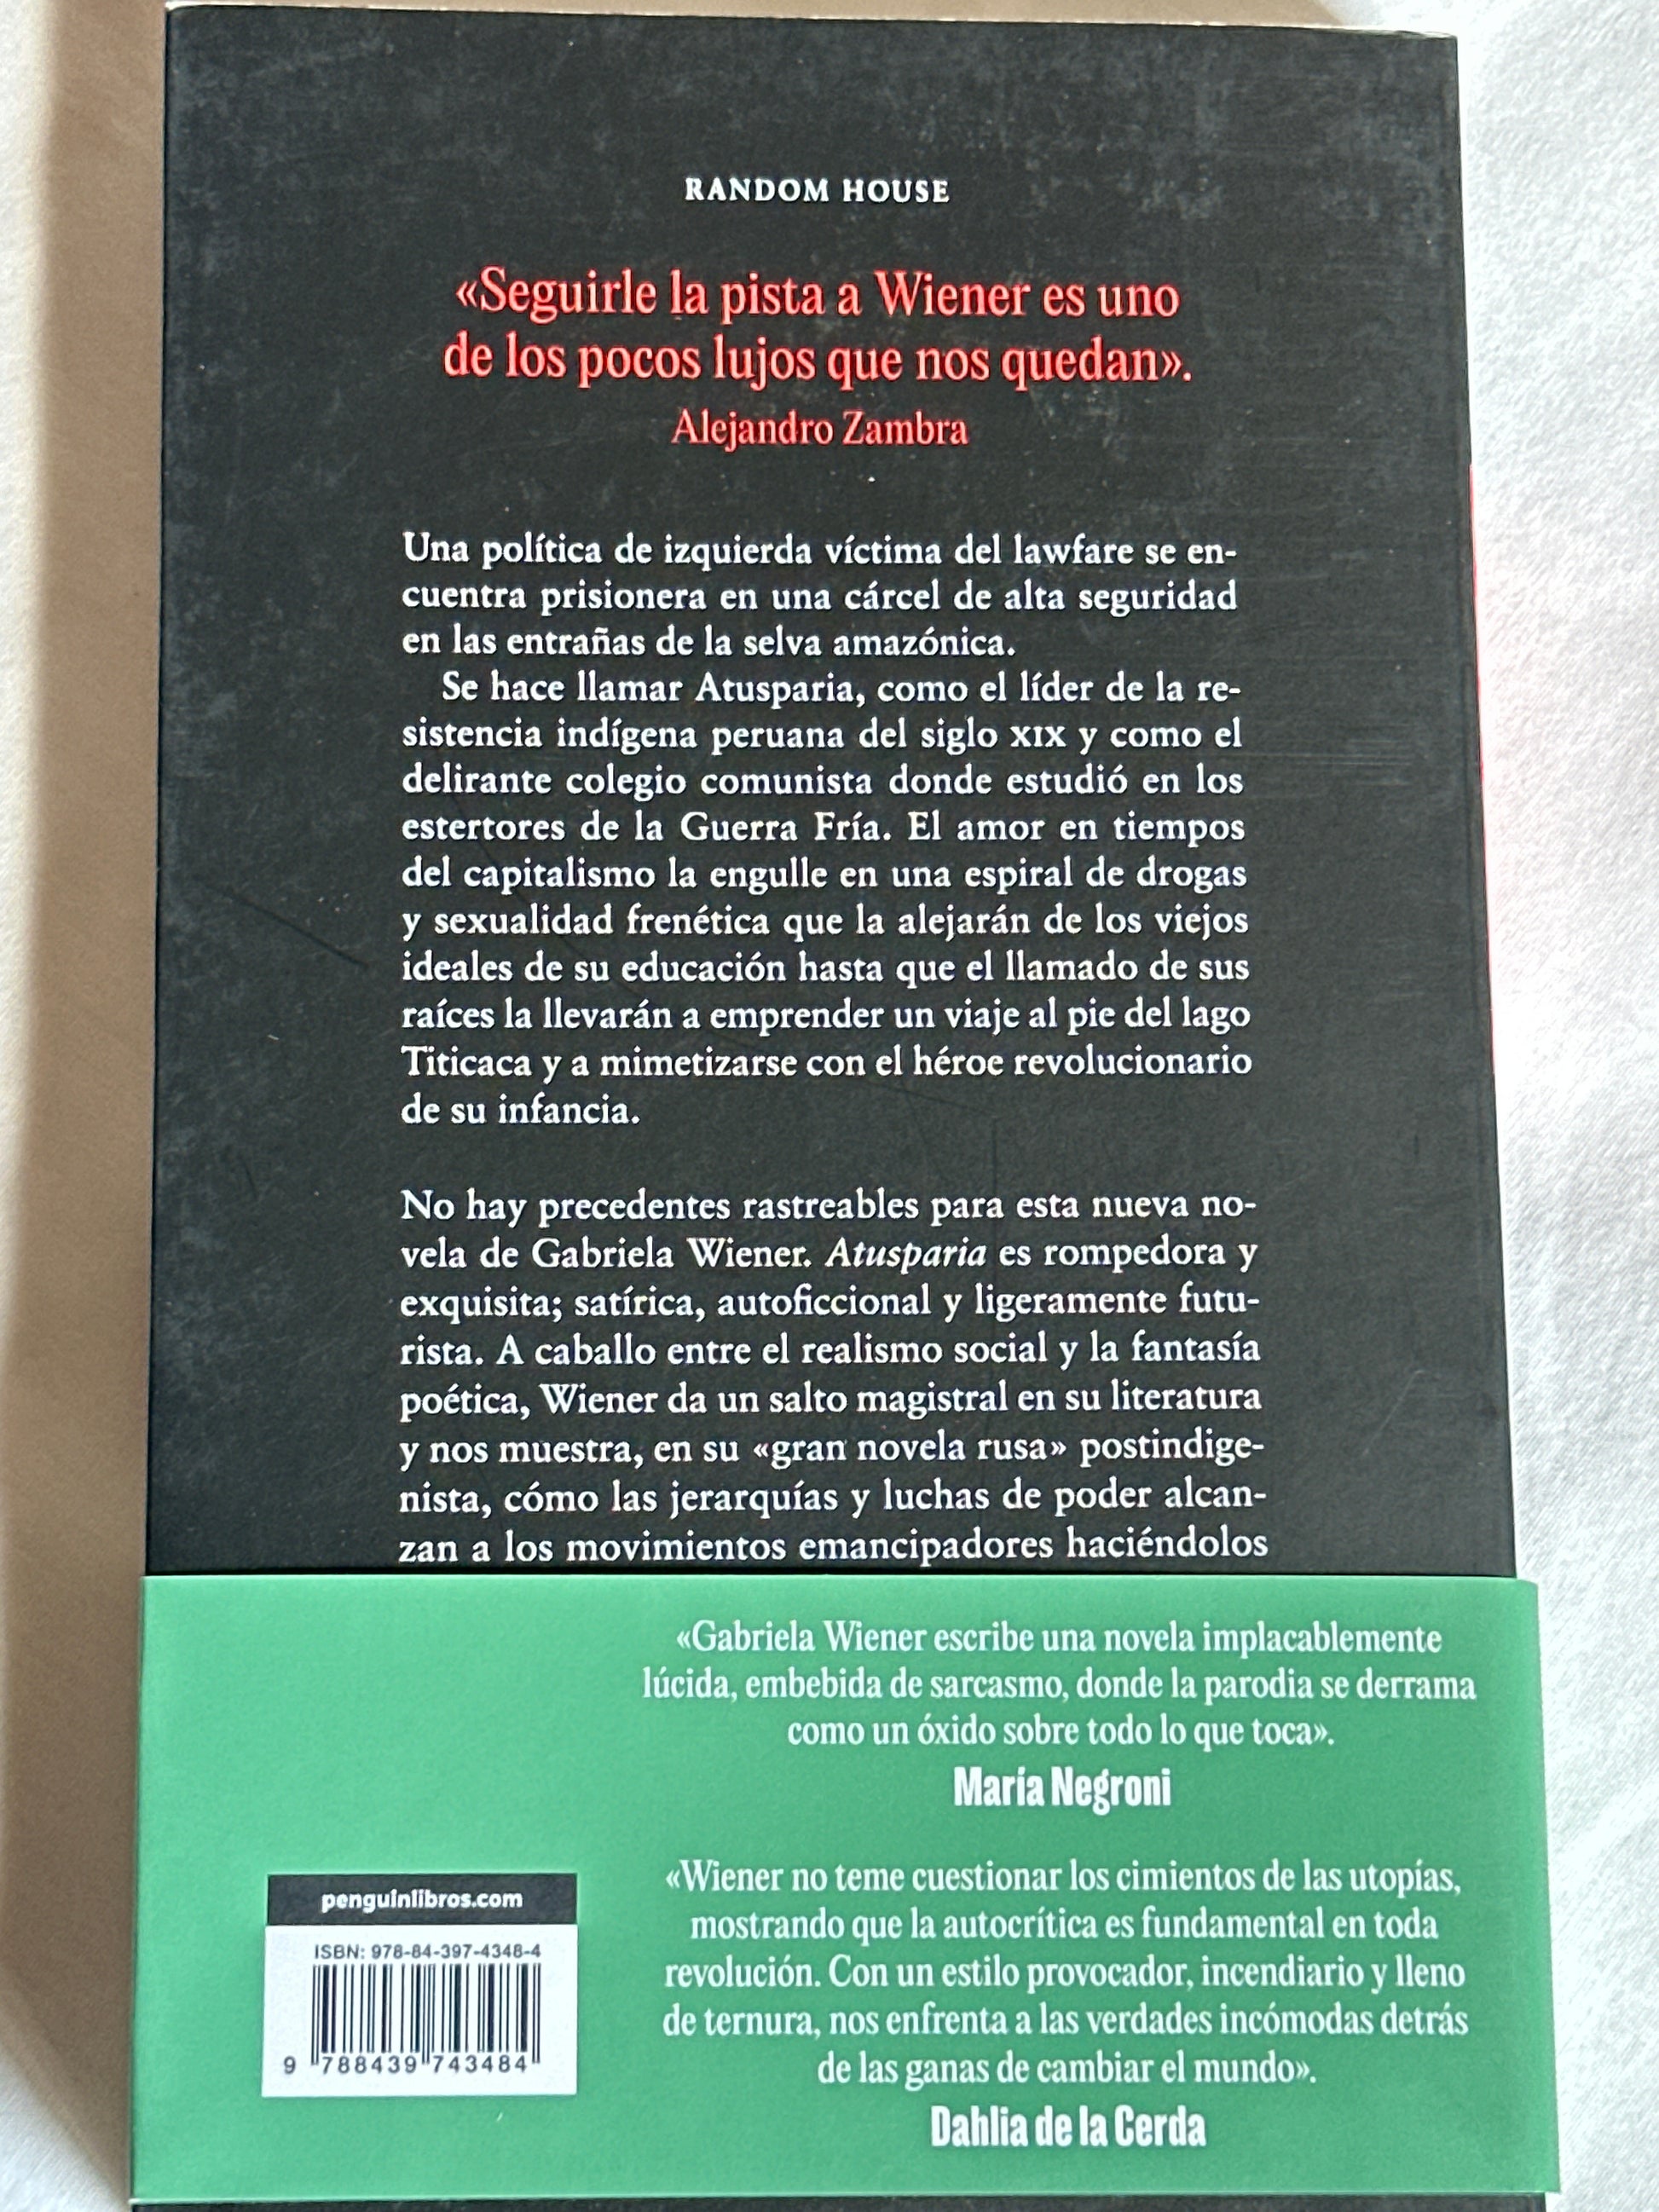 RANDOM HOUSE
«Seguirle la pista a Wiener es uno
de los pocos lujos que nos quedan».
Alejandro Zambra
Una política de izquierda víctima del lawfare se en-
cuentra prisionera en una cárcel de alta seguridad
en las entrañas de la selva amazónica.
Se hace llamar Atusparia, como el líder de la re-
sistencia indígena peruana del siglo XIX y como el
delirante colegio comunista donde estudió en los
estertores de la Guerra Fría. El amor en tiempos
del capitalismo la engulle en una espiral de drogas
y sexualidad frenética que la alejarán de los viejos
ideales de su educación hasta que el llamado de sus
raíces la llevarán a emprender un viaje al pie del lago
Titicaca y a mimetizarse con el héroe revolucionario
de su infancia.
No hay precedentes rastreables para esta nueva no-
vela de Gabriela Wiener. Atusparia es rompedora y
exquisita; satírica, autoficcional y ligeramente futu-
rista. A caballo entre el realismo social y la fantasía
poética, Wiener da un salto magistral en su literatura
y nos muestra, en su «gran novela rusa» postindige-
nista, cómo las jerarquías y luchas de poder alcan-
zan a los movimientos emancipadores haciéndolos
«Gabriela Wiener escribe una novela implacablemente
lúcida, embebida de sarcasmo, donde la parodia se derrama
como un óxido sobre todo lo que toca».
María Negroni
«Wiener no teme cuestionar los cimientos de las utopías,
mostrando que la autocrítica es fundamental en toda
revolución. Con un estilo provocador, incendiario y lleno
de ternura, nos enfrenta a las verdades incómodas detrás
de las ganas de cambiar el mundo».
Dahlia de la Cerda
penguinlibros.com
ISBN: 978-84-397-4348-4
9 788439 743484